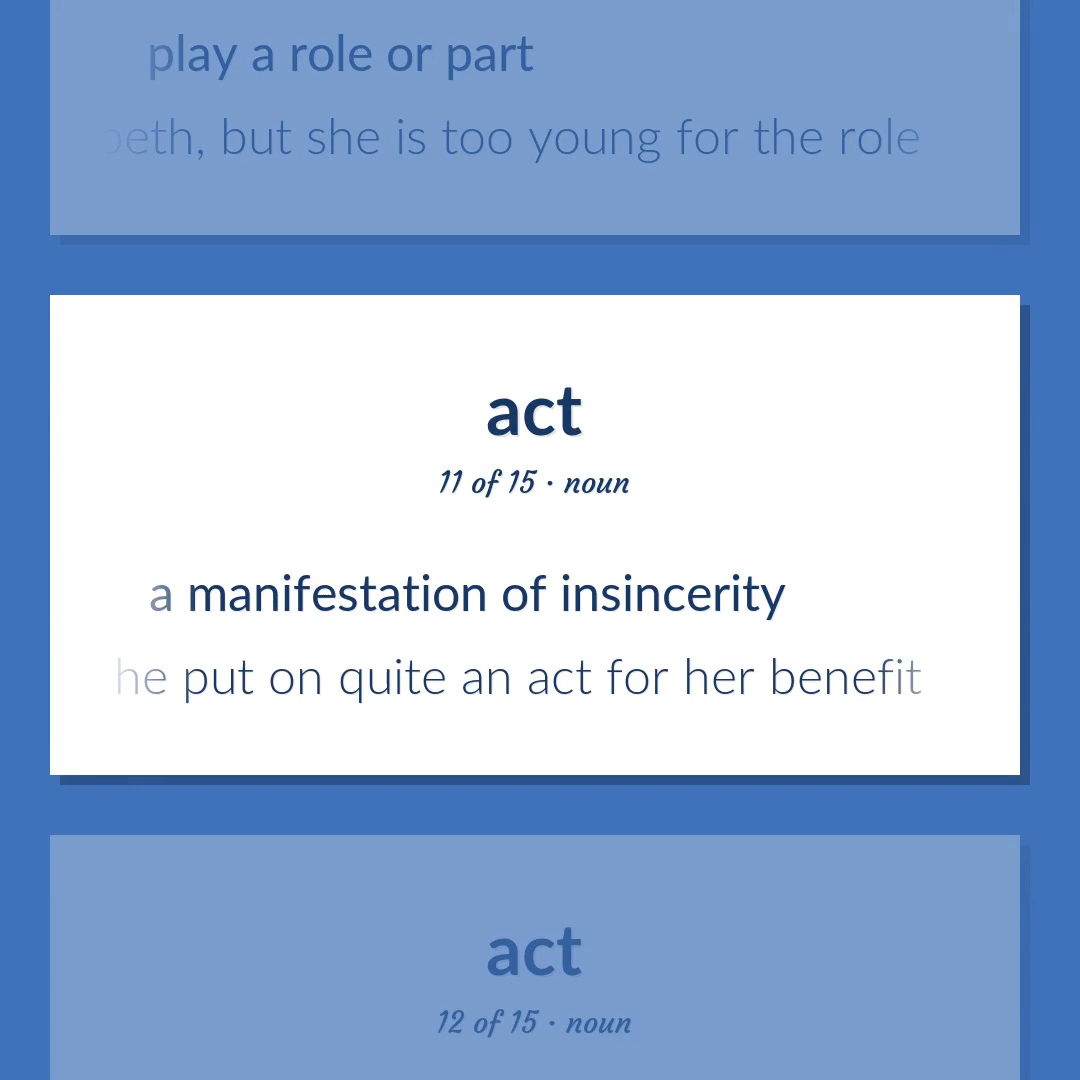 play a role or part
but she is too young for the role
act
11 of 15 · noun
a manifestation of insincerity
he put on quite an act for her benefit
act
12 of 15 · noun